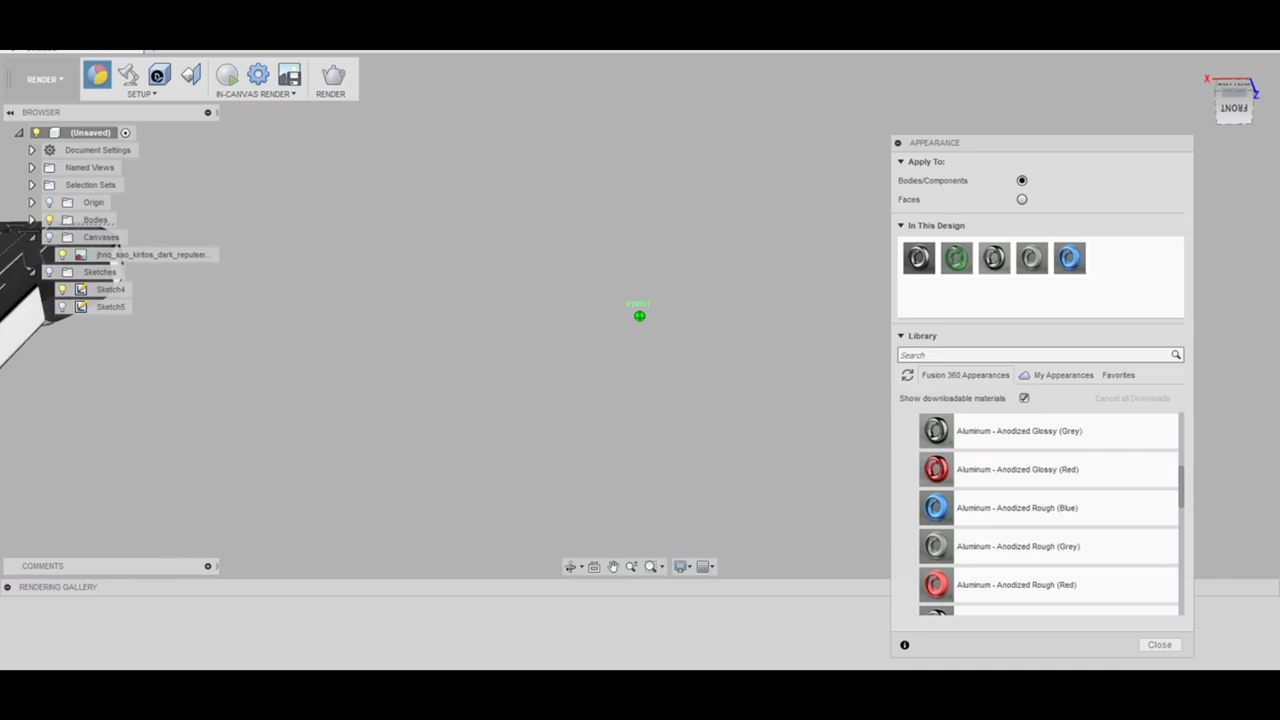 RENDER
SETUP
IN-CANVAS RENDER
RENDER
X
Z
FRONT
BROWSER
(Unsaved)
APPEARANCE
Document Settings
Apply To:
Named Views
Bodies/Components
Selection Sets
Faces
Origin
Bodies
In This Design
Canvases
Sketches
Sketch4
PIVOT
Sketch5
Library
Search
Fusion 360 Appearances
My Appearances
Favorites
Show downloadable materials
Cancel all Downloads
Aluminum - Anodized Glossy (Grey)
Aluminum - Anodized Glossy (Red)
Aluminum - Anodized Rough (Blue)
Aluminum - Anodized Rough (Grey)
Aluminum - Anodized Rough (Red)
COMMENTS
RENDERING GALLERY
Close